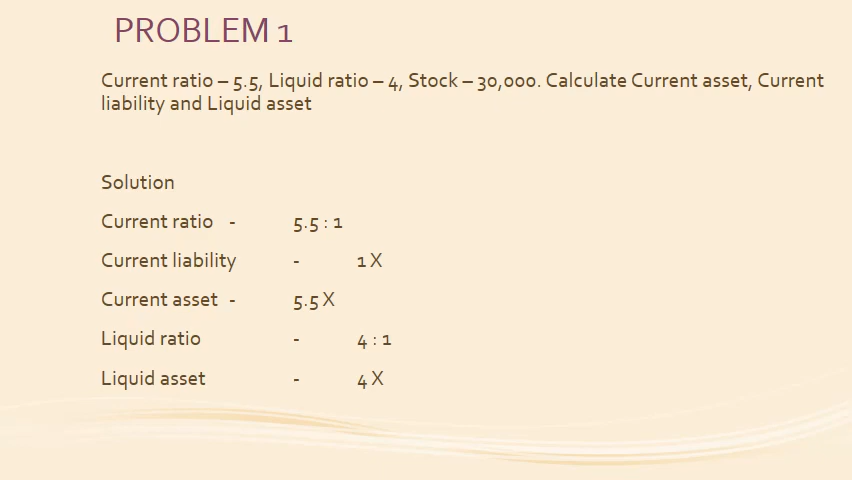 PROBLEM 1
Current ratio – 5.5, Liquid ratio – 4, Stock – 30,000. Calculate Current asset, Current
liability and Liquid asset
Solution
Current ratio - 5.5 : 1
Current liability - 1 X
Current asset - 5.5 X
Liquid ratio - 4 : 1
Liquid asset - 4 X